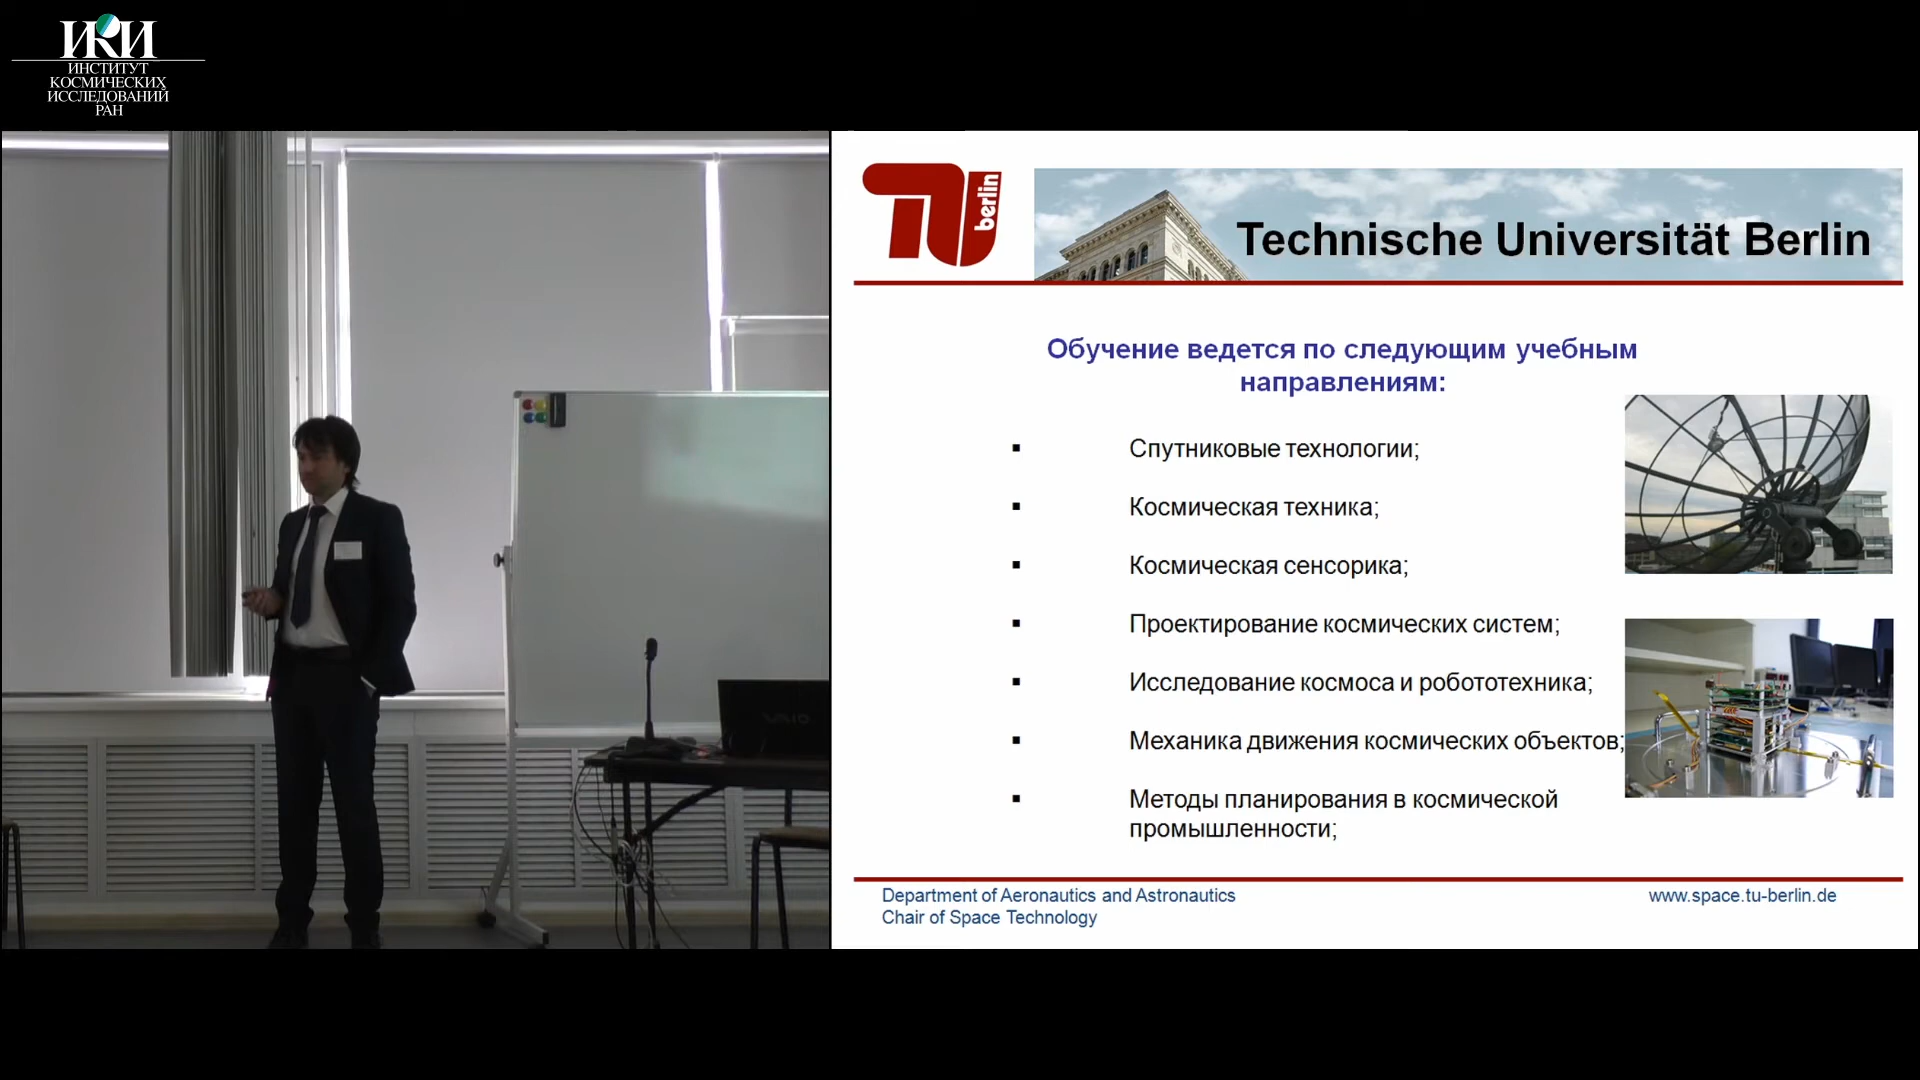 ИКИ
ИНСТИТУТ
КОСМИЧЕСКИХ
ИССЛЕДОВАНИЙ
РАН
TU berlin
Technische Universität Berlin
Обучение ведется по следующим учебным
направлениям:
▪ Спутниковые технологии;
▪ Космическая техника;
▪ Космическая сенсорика;
▪ Проектирование космических систем;
▪ Исследование космоса и робототехника;
▪ Механика движения космических объектов;
▪ Методы планирования в космической
промышленности;
Department of Aeronautics and Astronautics
Chair of Space Technology
www.space.tu-berlin.de
VAIO